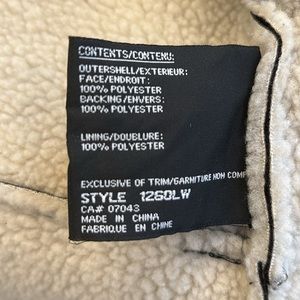 CONTENTS/CONTENU:
OUTERSHELL/EXTERIEUR:
FACE/ENDROIT:
100% POLYESTER
BACKING/ENVERS:
100% POLYESTER
LINING/DOUBLURE:
100% POLYESTER
EXCLUSIVE OF TRIM/GARNITURE NON COMP
STYLE 1260LW
CA# 07043
MADE IN CHINA
FABRIQUE EN CHINE